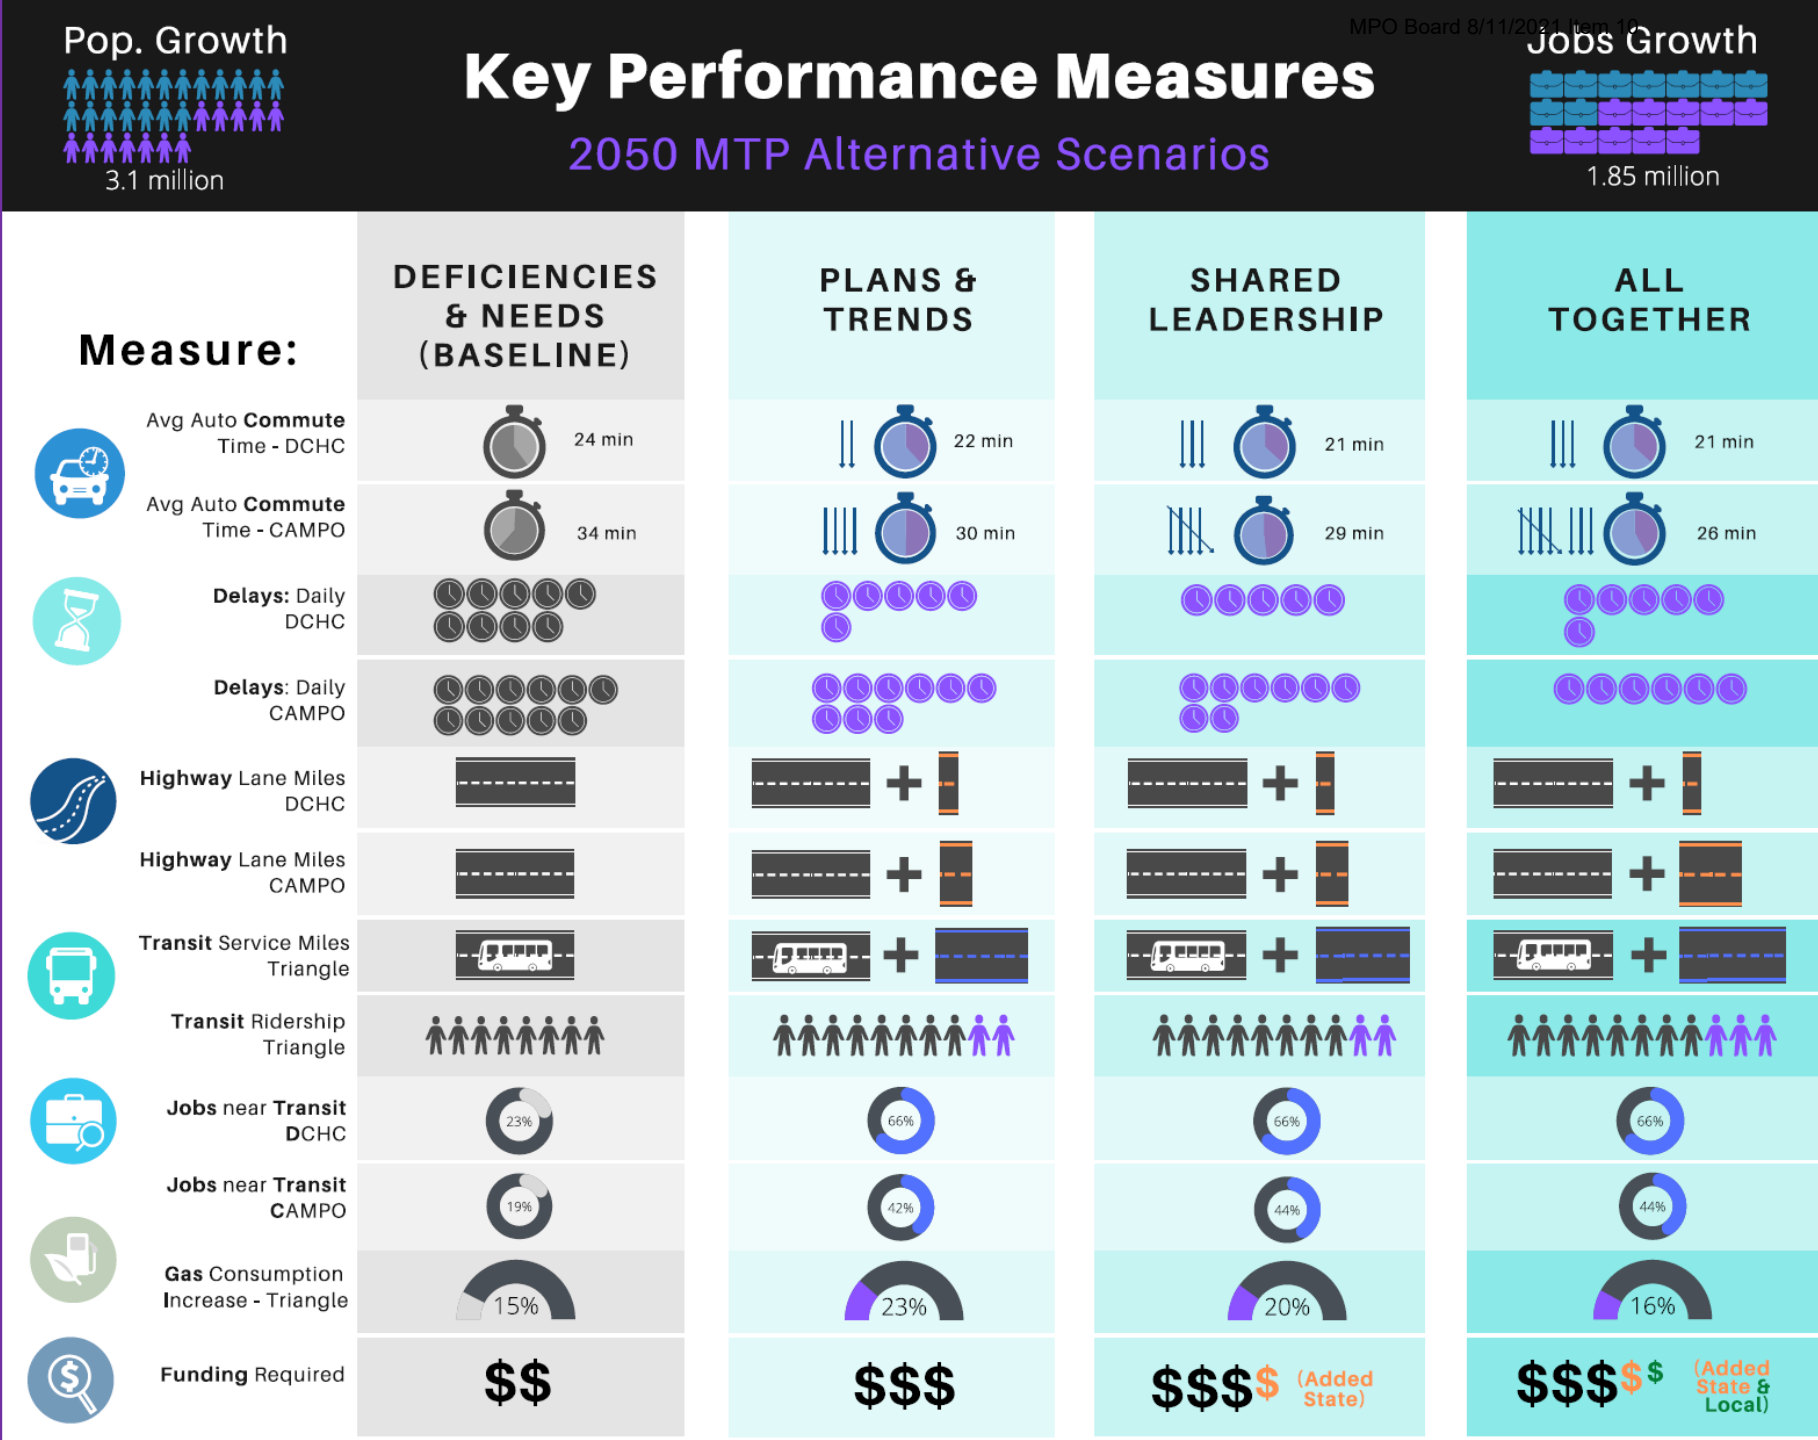 MPO Board 8/11/2021 Item 10
Pop. Growth
3.1 million
Key Performance Measures
2050 MTP Alternative Scenarios
Jobs Growth
1.85 million
Measure:
DEFICIENCIES
& NEEDS
(BASELINE)
PLANS &
TRENDS
SHARED
LEADERSHIP
ALL
TOGETHER
Avg Auto Commute
Time - DCHC
24 min
22 min
21 min
21 min
Avg Auto Commute
Time - CAMPO
34 min
30 min
29 min
26 min
Delays: Daily
DCHC
Delays: Daily
CAMPO
Highway Lane Miles
DCHC
Highway Lane Miles
CAMPO
Transit Service Miles
Triangle
Transit Ridership
Triangle
Jobs near Transit
DCHC
23%
66%
66%
66%
Jobs near Transit
CAMPO
19%
42%
44%
44%
Gas Consumption
Increase - Triangle
15%
23%
20%
16%
Funding Required
$$
$$$
$$$$
(Added
State)
$$$$$
(Added
State &
Local)